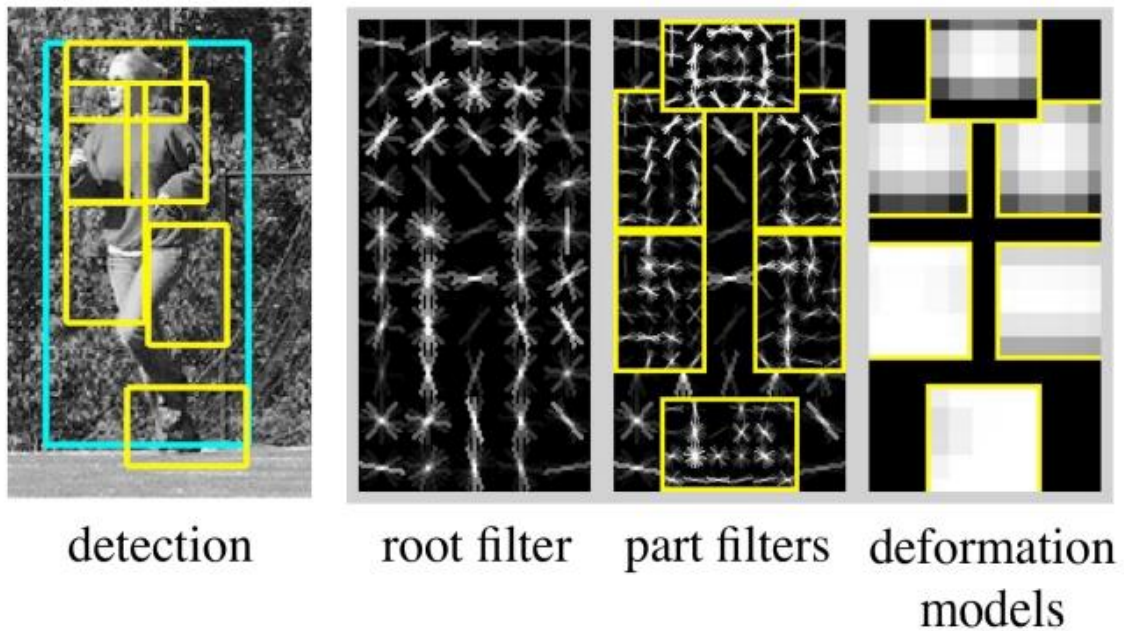 detection
root filter
part filters
deformation
models